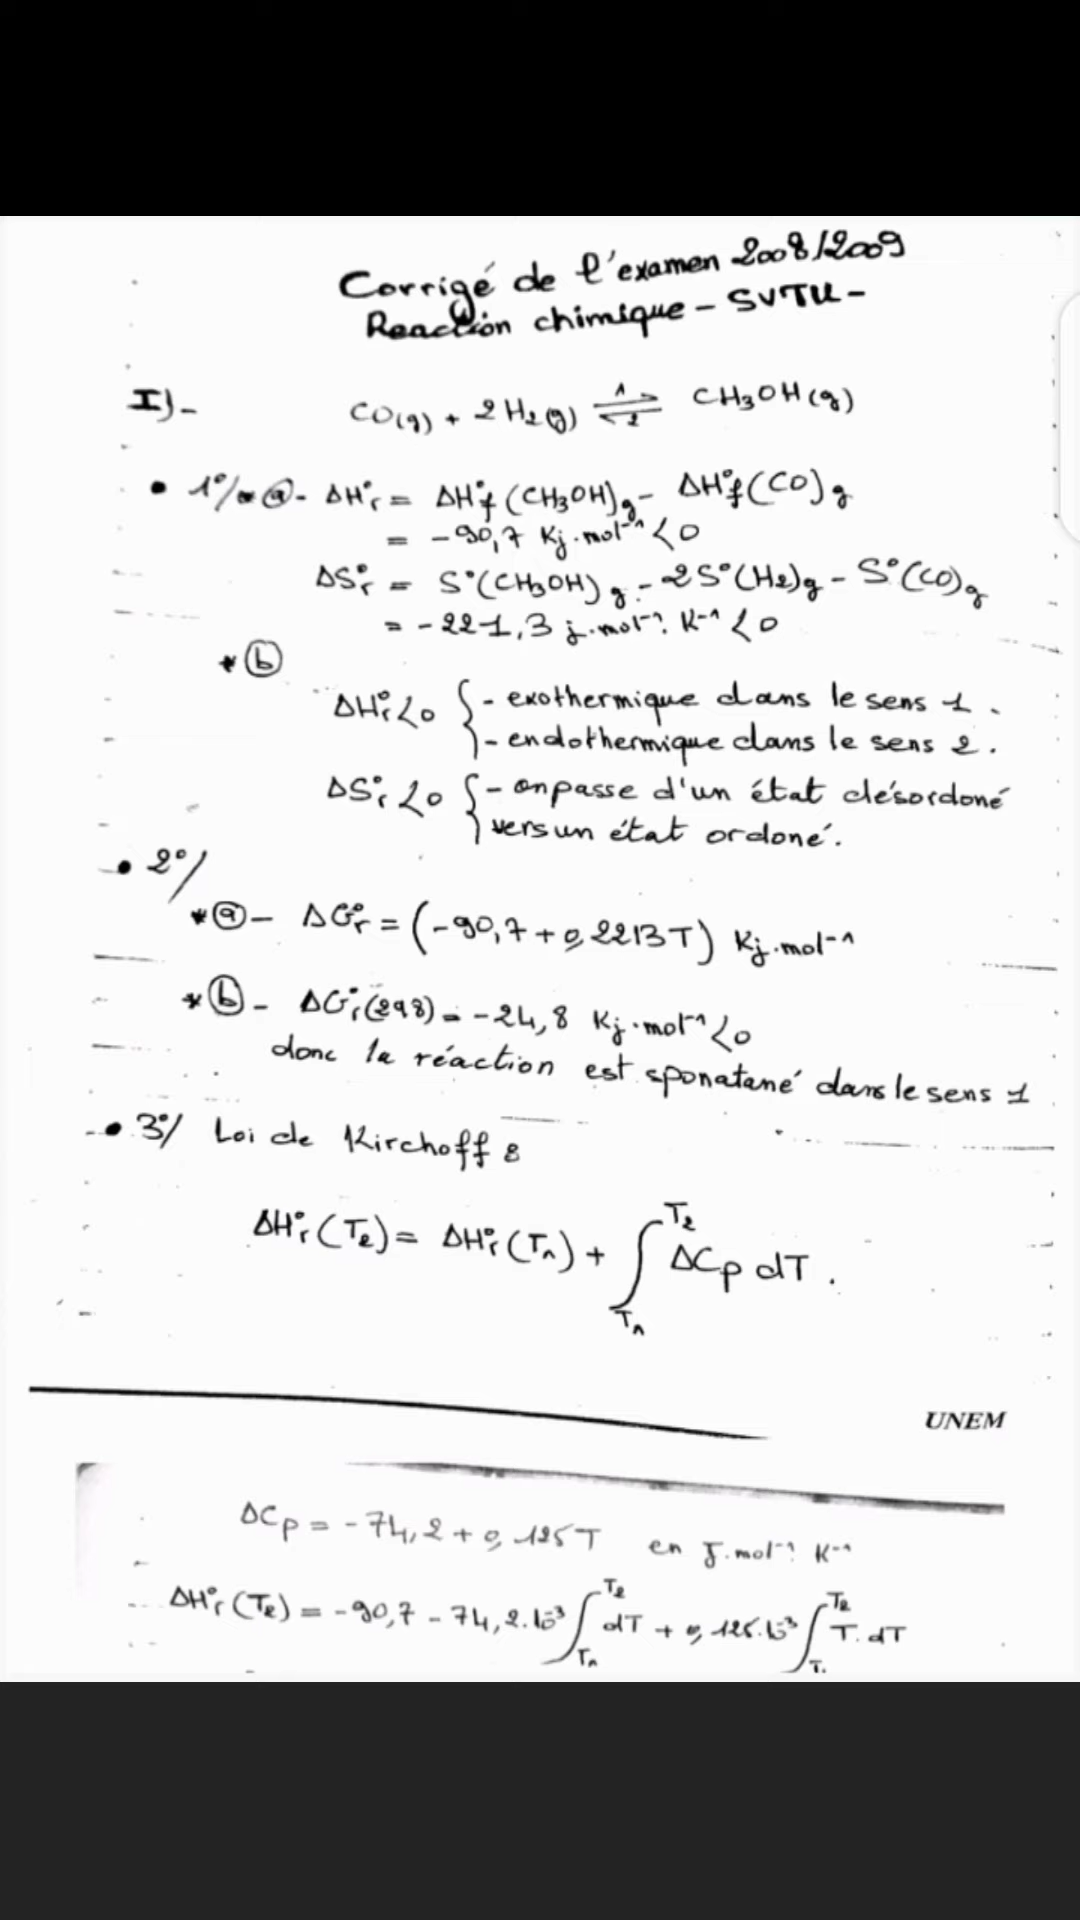 Corrigé de l'examen 2008/2009
Reaction chimique - SVTU -
I)- CO(g) + 2H₂(g) ⇌ CH₃OH(g)
1
2
• 1°/ * ⓐ- ΔH°r = ΔH°f (CH₃OH)g - ΔH°f (CO)g
= -90,7 Kj.mol⁻¹ < 0
ΔS°r = S°(CH₃OH)g - 2S°(H₂)g - S°(CO)g
= -221,3 j.mol⁻¹. K⁻¹ < 0
* ⓑ
ΔH°r < 0 { - exothermique dans le sens 1.
- endothermique dans le sens 2.
ΔS°r < 0 { - on passe d'un état désordoné
vers un état ordoné.
• 2°/
* ⓐ - ΔG°r = (-90,7 + 0,2213T) Kj.mol⁻¹
* ⓑ - ΔG°r(298) = -24,8 Kj.mol⁻¹ < 0
donc la réaction est sponatané dans le sens 1
• 3°/ Loi de Kirchoff :
ΔH°r (T₂) = ΔH°r (T₁) + ∫T₁T₂ ΔCp dT.
UNEM
ΔCp = -74,2 + 0,125T en J.mol⁻¹. K⁻¹
ΔH°r (T₂) = -90,7 - 74,2.10⁻³ ∫T₁T₂ dT + 0,125.10⁻³ ∫T₁T₂ T.dT